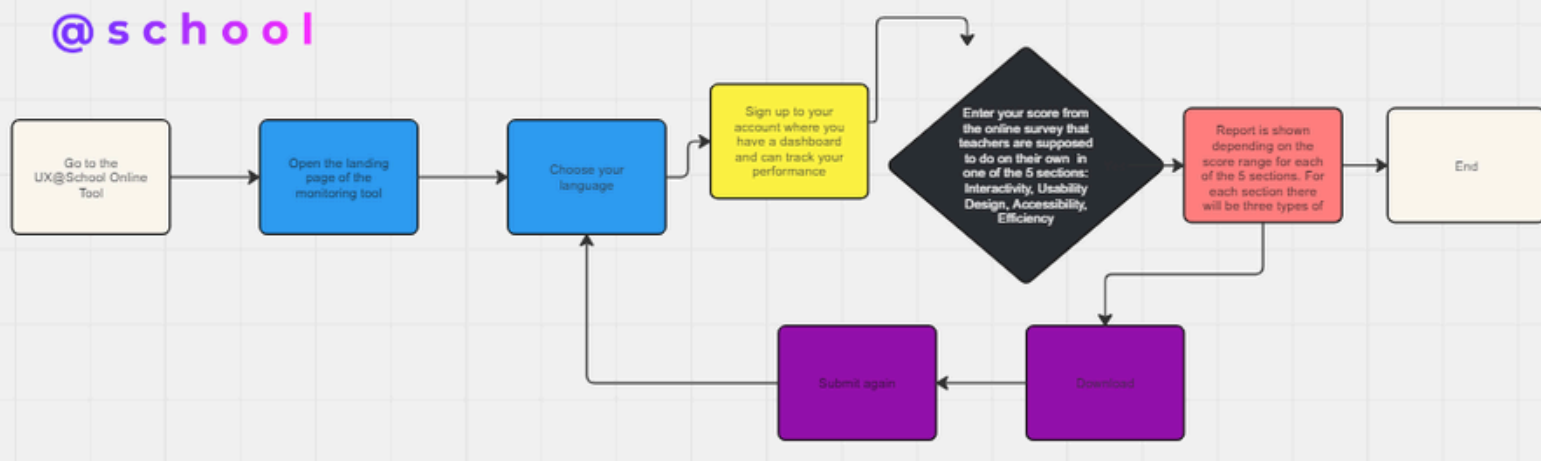 @school
Go to the
UX@School Online
Tool
Open the landing
page of the
monitoring tool
Choose your
language
Sign up to your
account where you
have a dashboard
and can track your
performance
Enter your score from
the online survey that
teachers are supposed
to do on their own in
one of the 5 sections:
Interactivity, Usability
Design, Accessibility,
Efficiency
Report is shown
depending on the
score range for each
of the 5 sections. For
each section there
will be three types of
End
Submit again
Download